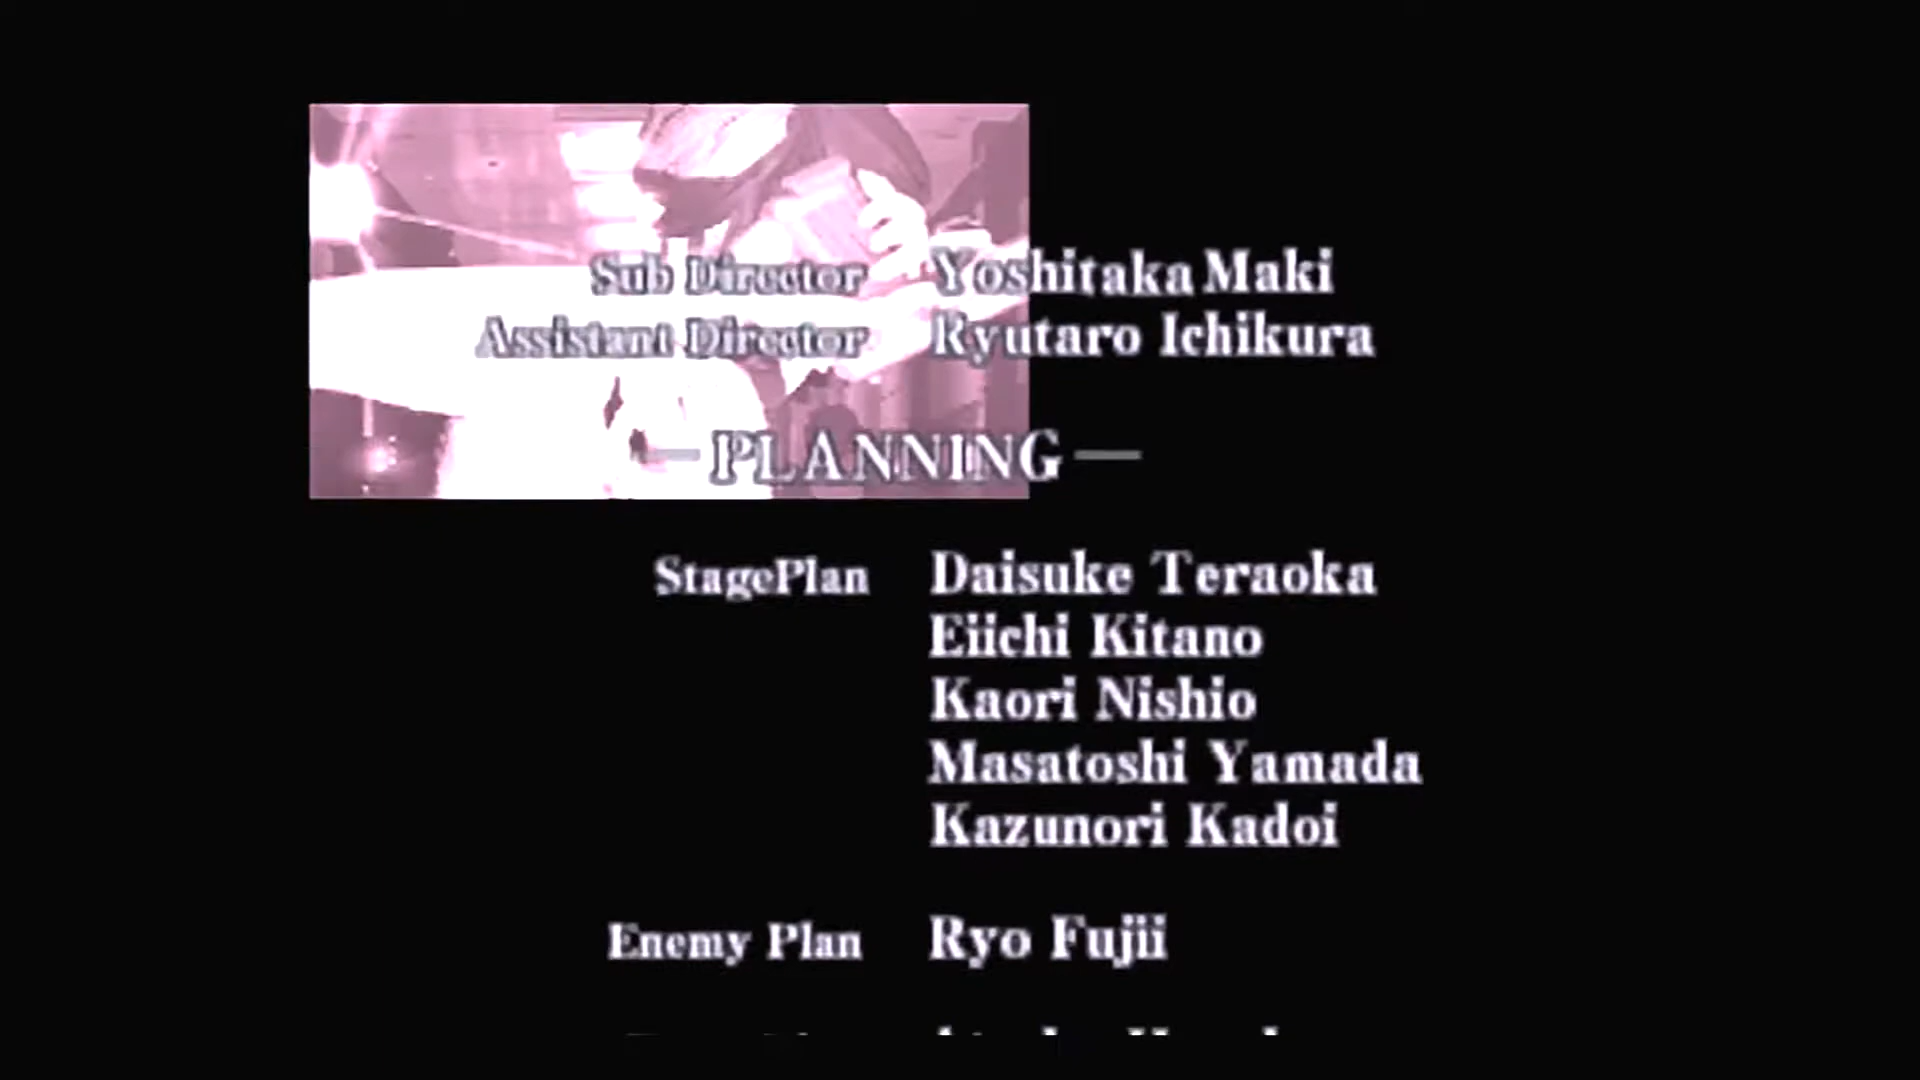 Sub Director Yoshitaka Maki
Assistant Director Ryutaro Ichikura
— PLANNING —
StagePlan Daisuke Teraoka
Eiichi Kitano
Kaori Nishio
Masatoshi Yamada
Kazunori Kadoi
Enemy Plan Ryo Fujii